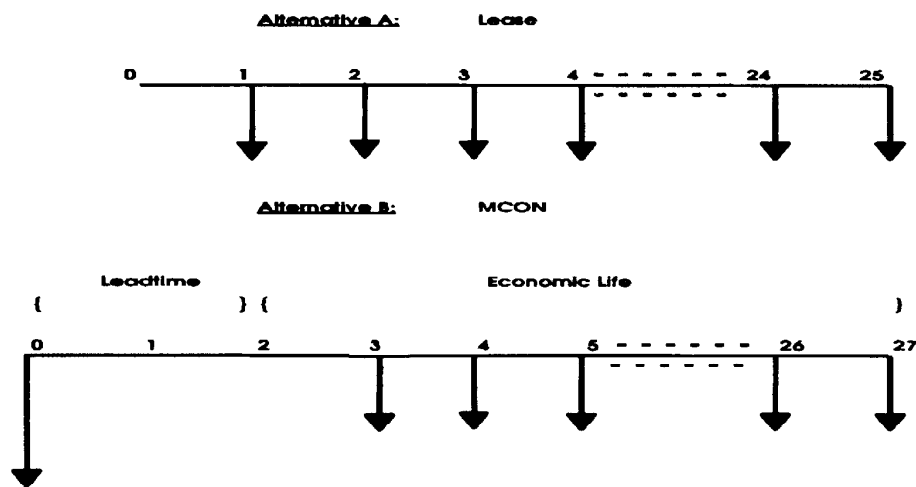 Alternative A: Lease
0 1 2 3 4 24 25
Alternative B: MCON
Leadtime Economic Life
{ } { }
0 1 2 3 4 5 26 27